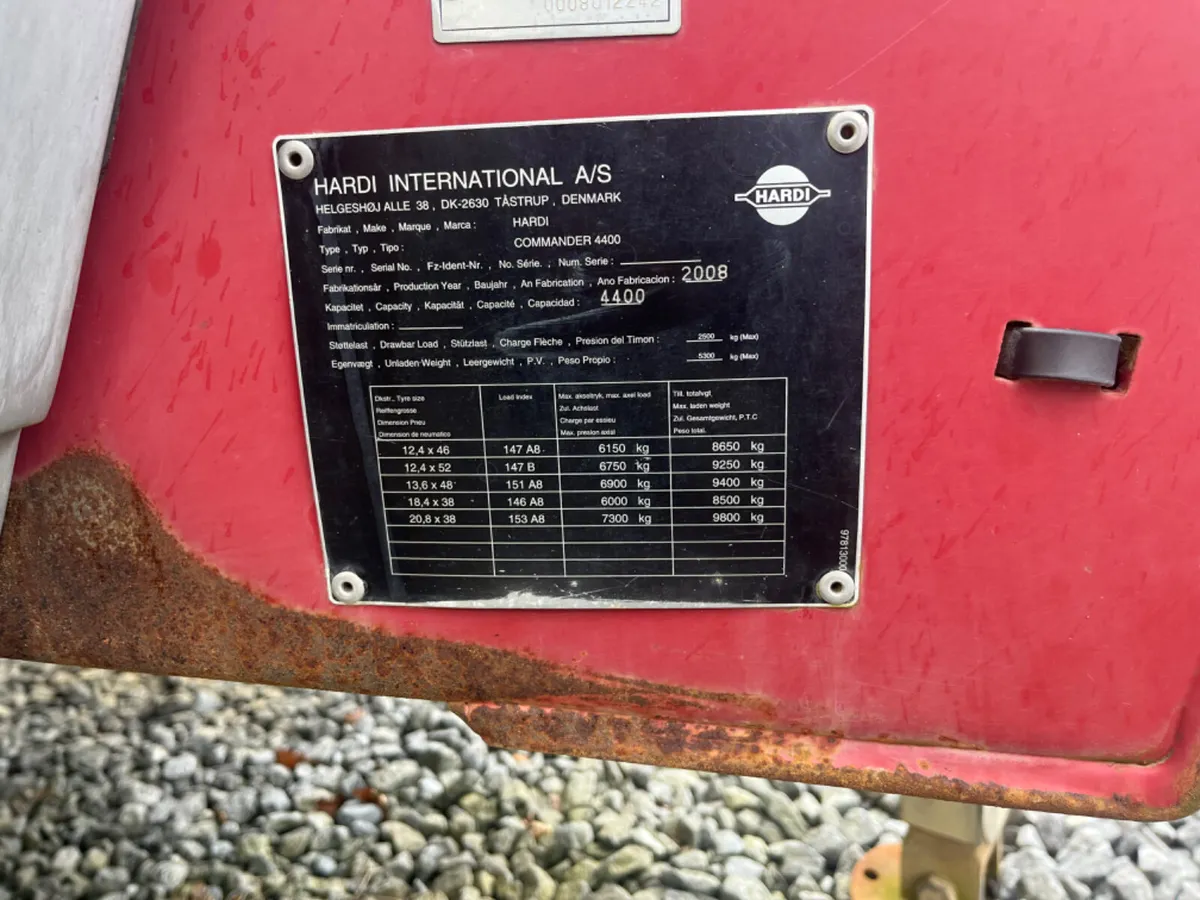 0008012242
HARDI INTERNATIONAL A/S
HELGESHØJ ALLE 38 , DK-2630 TÅSTRUP , DENMARK
HARDI
Fabrikat , Make , Marque , Marca : HARDI
Type , Typ , Tipo : COMMANDER 4400
Serie nr. , Serial No. , Fz-Ident-Nr. , No. Série. , Num. Serie :
Fabrikationsår , Production Year , Baujahr , An Fabrication , Ano Fabricacion : 2008
Kapacitet , Capacity , Kapacität , Capacité , Capacidad : 4400
Immatriculation :
Støttelast , Drawbar Load , Stützlast , Charge Flèche , Presion del Timon : 2500 kg (Max)
Egenvægt , Unladen Weight , Leergewicht , P.V. , Peso Propio : 5300 kg (Max)
Dkstr., Tyre size Load Index Max. akseltryk, max. axel load Till. totalvgt
Reiffengrosse Zul. Achslast Max. laden weight
Dimension Pneu Charge par essieu Zul. Gesamtgewicht, P.T.C
Dimension de neumatico Max. presion axial Peso total.
12,4 x 46 147 A8 6150 kg 8650 kg
12,4 x 52 147 B 6750 kg 9250 kg
13,6 x 48 151 A8 6900 kg 9400 kg
18,4 x 38 146 A8 6000 kg 8500 kg
20,8 x 38 153 A8 7300 kg 9800 kg